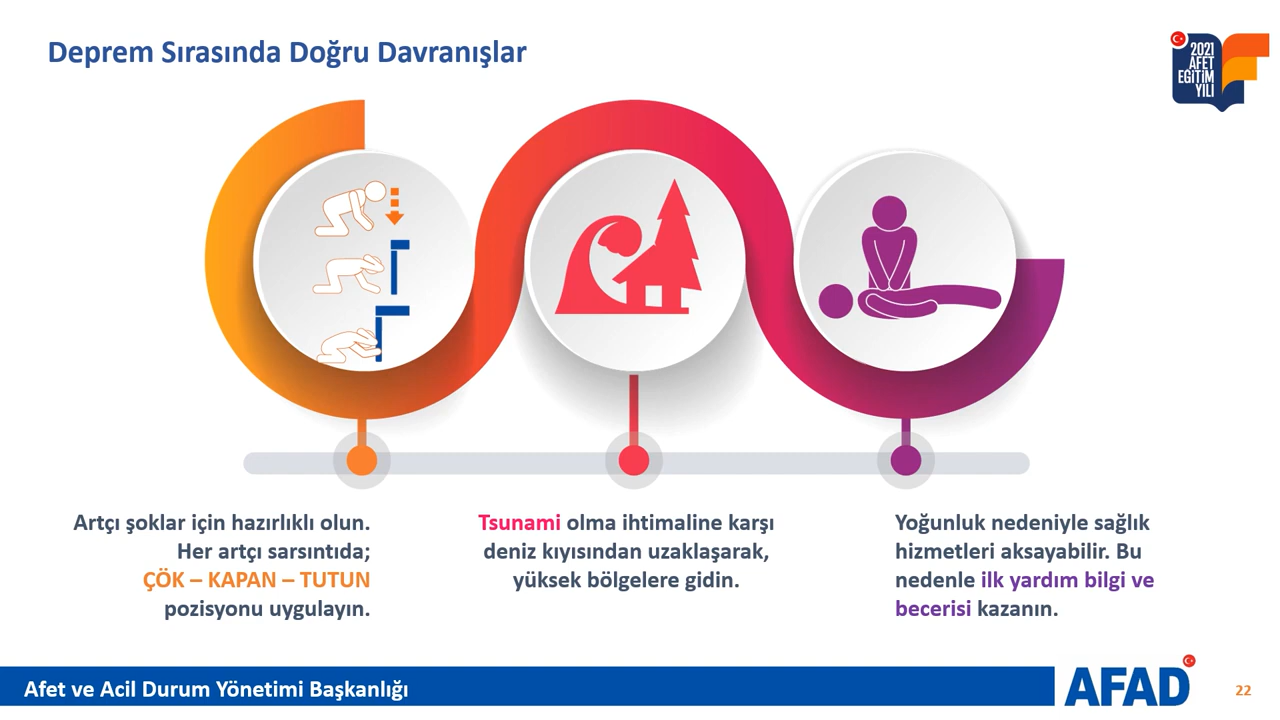 Deprem Sırasında Doğru Davranışlar
2021
AFET
EĞİTİM
YILI
Artçı şoklar için hazırlıklı olun.
Her artçı sarsıntıda;
ÇÖK – KAPAN – TUTUN
pozisyonu uygulayın.
Tsunami olma ihtimaline karşı
deniz kıyısından uzaklaşarak,
yüksek bölgelere gidin.
Yoğunluk nedeniyle sağlık
hizmetleri aksayabilir. Bu
nedenle ilk yardım bilgi ve
becerisi kazanın.
Afet ve Acil Durum Yönetimi Başkanlığı
AFAD
22